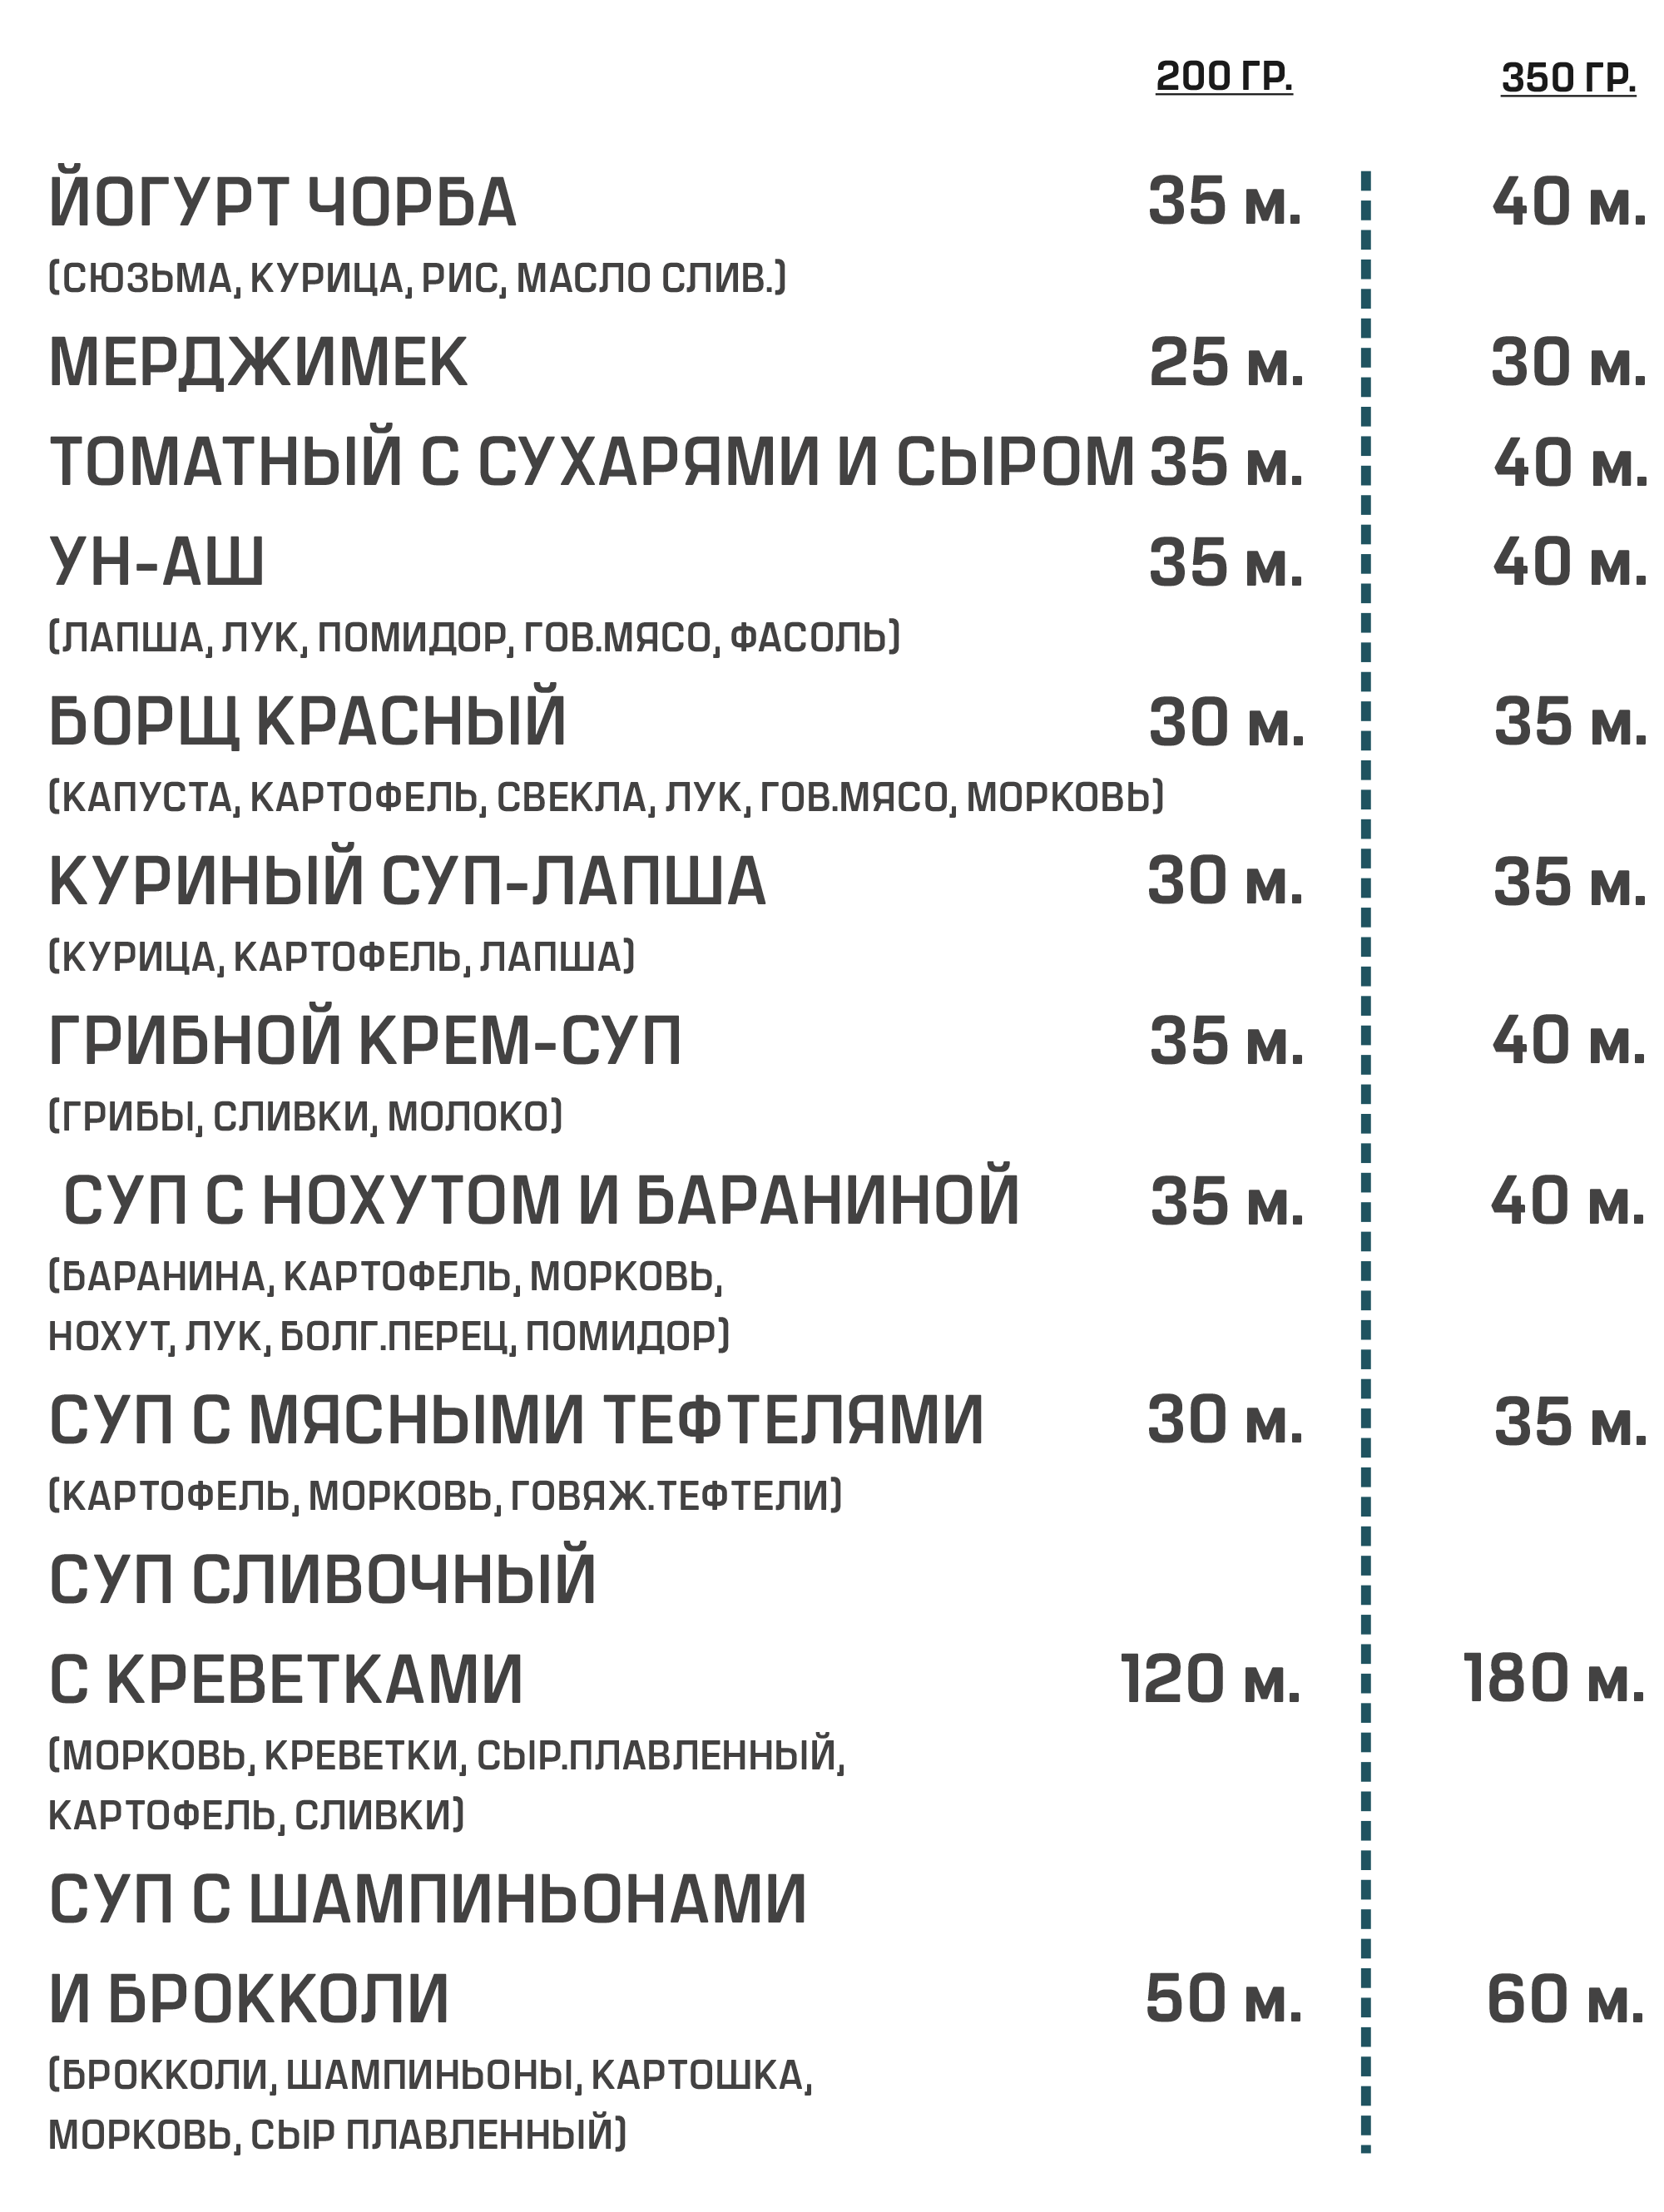 200 ГР. 350 ГР.
ЙОГУРТ ЧОРБА 35 м. 40 м.
(СЮЗЬМА, КУРИЦА, РИС, МАСЛО СЛИВ.)
МЕРДЖИМЕК 25 м. 30 м.
ТОМАТНЫЙ С СУХАРЯМИ И СЫРОМ 35 м. 40 м.
УН-АШ 35 м. 40 м.
(ЛАПША, ЛУК, ПОМИДОР, ГОВ.МЯСО, ФАСОЛЬ)
БОРЩ КРАСНЫЙ 30 м. 35 м.
(КАПУСТА, КАРТОФЕЛЬ, СВЕКЛА, ЛУК, ГОВ.МЯСО, МОРКОВЬ)
КУРИНЫЙ СУП-ЛАПША 30 м. 35 м.
(КУРИЦА, КАРТОФЕЛЬ, ЛАПША)
ГРИБНОЙ КРЕМ-СУП 35 м. 40 м.
(ГРИБЫ, СЛИВКИ, МОЛОКО)
СУП С НОХУТОМ И БАРАНИНОЙ 35 м. 40 м.
(БАРАНИНА, КАРТОФЕЛЬ, МОРКОВЬ,
НОХУТ, ЛУК, БОЛГ.ПЕРЕЦ, ПОМИДОР)
СУП С МЯСНЫМИ ТЕФТЕЛЯМИ 30 м. 35 м.
(КАРТОФЕЛЬ, МОРКОВЬ, ГОВЯЖ.ТЕФТЕЛИ)
СУП СЛИВОЧНЫЙ
С КРЕВЕТКАМИ 120 м. 180 м.
(МОРКОВЬ, КРЕВЕТКИ, СЫР.ПЛАВЛЕННЫЙ,
КАРТОФЕЛЬ, СЛИВКИ)
СУП С ШАМПИНЬОНАМИ
И БРОККОЛИ 50 м. 60 м.
(БРОККОЛИ, ШАМПИНЬОНЫ, КАРТОШКА,
МОРКОВЬ, СЫР ПЛАВЛЕННЫЙ)